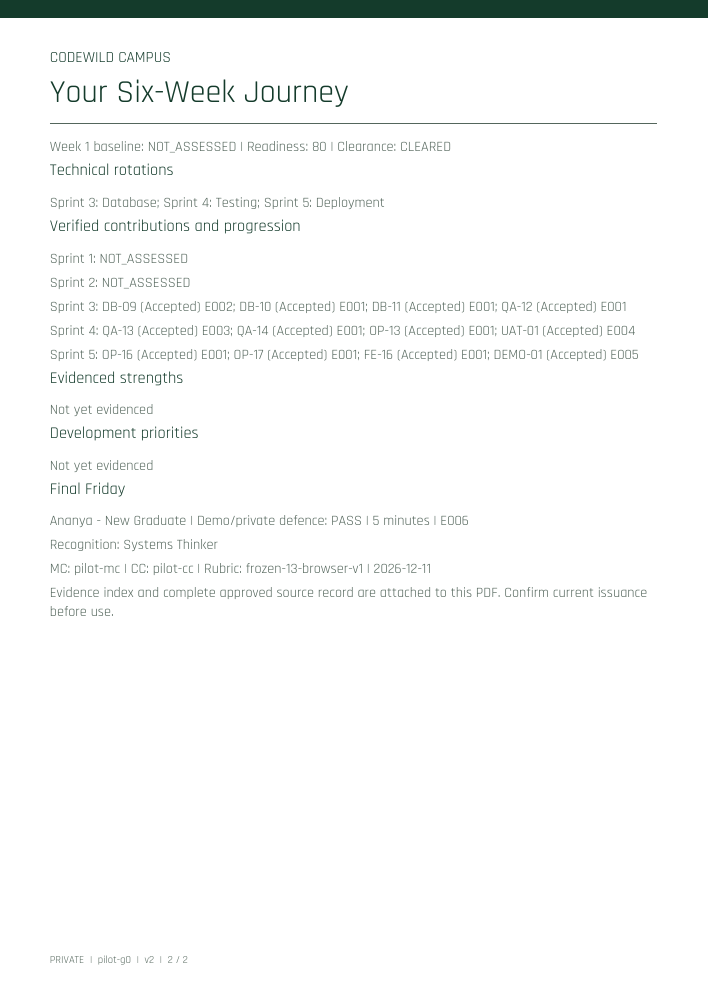 CODEWILD CAMPUS
Your Six-Week Journey
Week 1 baseline: NOT_ASSESSED | Readiness: 80 | Clearance: CLEARED
Technical rotations
Sprint 3: Database; Sprint 4: Testing; Sprint 5: Deployment
Verified contributions and progression
Sprint 1: NOT_ASSESSED
Sprint 2: NOT_ASSESSED
Sprint 3: DB-09 (Accepted) E002; DB-10 (Accepted) E001; DB-11 (Accepted) E001; QA-12 (Accepted) E001
Sprint 4: QA-13 (Accepted) E003; QA-14 (Accepted) E001; OP-13 (Accepted) E001; UAT-01 (Accepted) E004
Sprint 5: OP-16 (Accepted) E001; OP-17 (Accepted) E001; FE-16 (Accepted) E001; DEMO-01 (Accepted) E005
Evidenced strengths
Not yet evidenced
Development priorities
Not yet evidenced
Final Friday
Ananya - New Graduate | Demo/private defence: PASS | 5 minutes | E006
Recognition: Systems Thinker
MC: pilot-mc | CC: pilot-cc | Rubric: frozen-13-browser-v1 | 2026-12-11
Evidence index and complete approved source record are attached to this PDF. Confirm current issuance
before use.
PRIVATE | pilot-g0 | v2 | 2 / 2